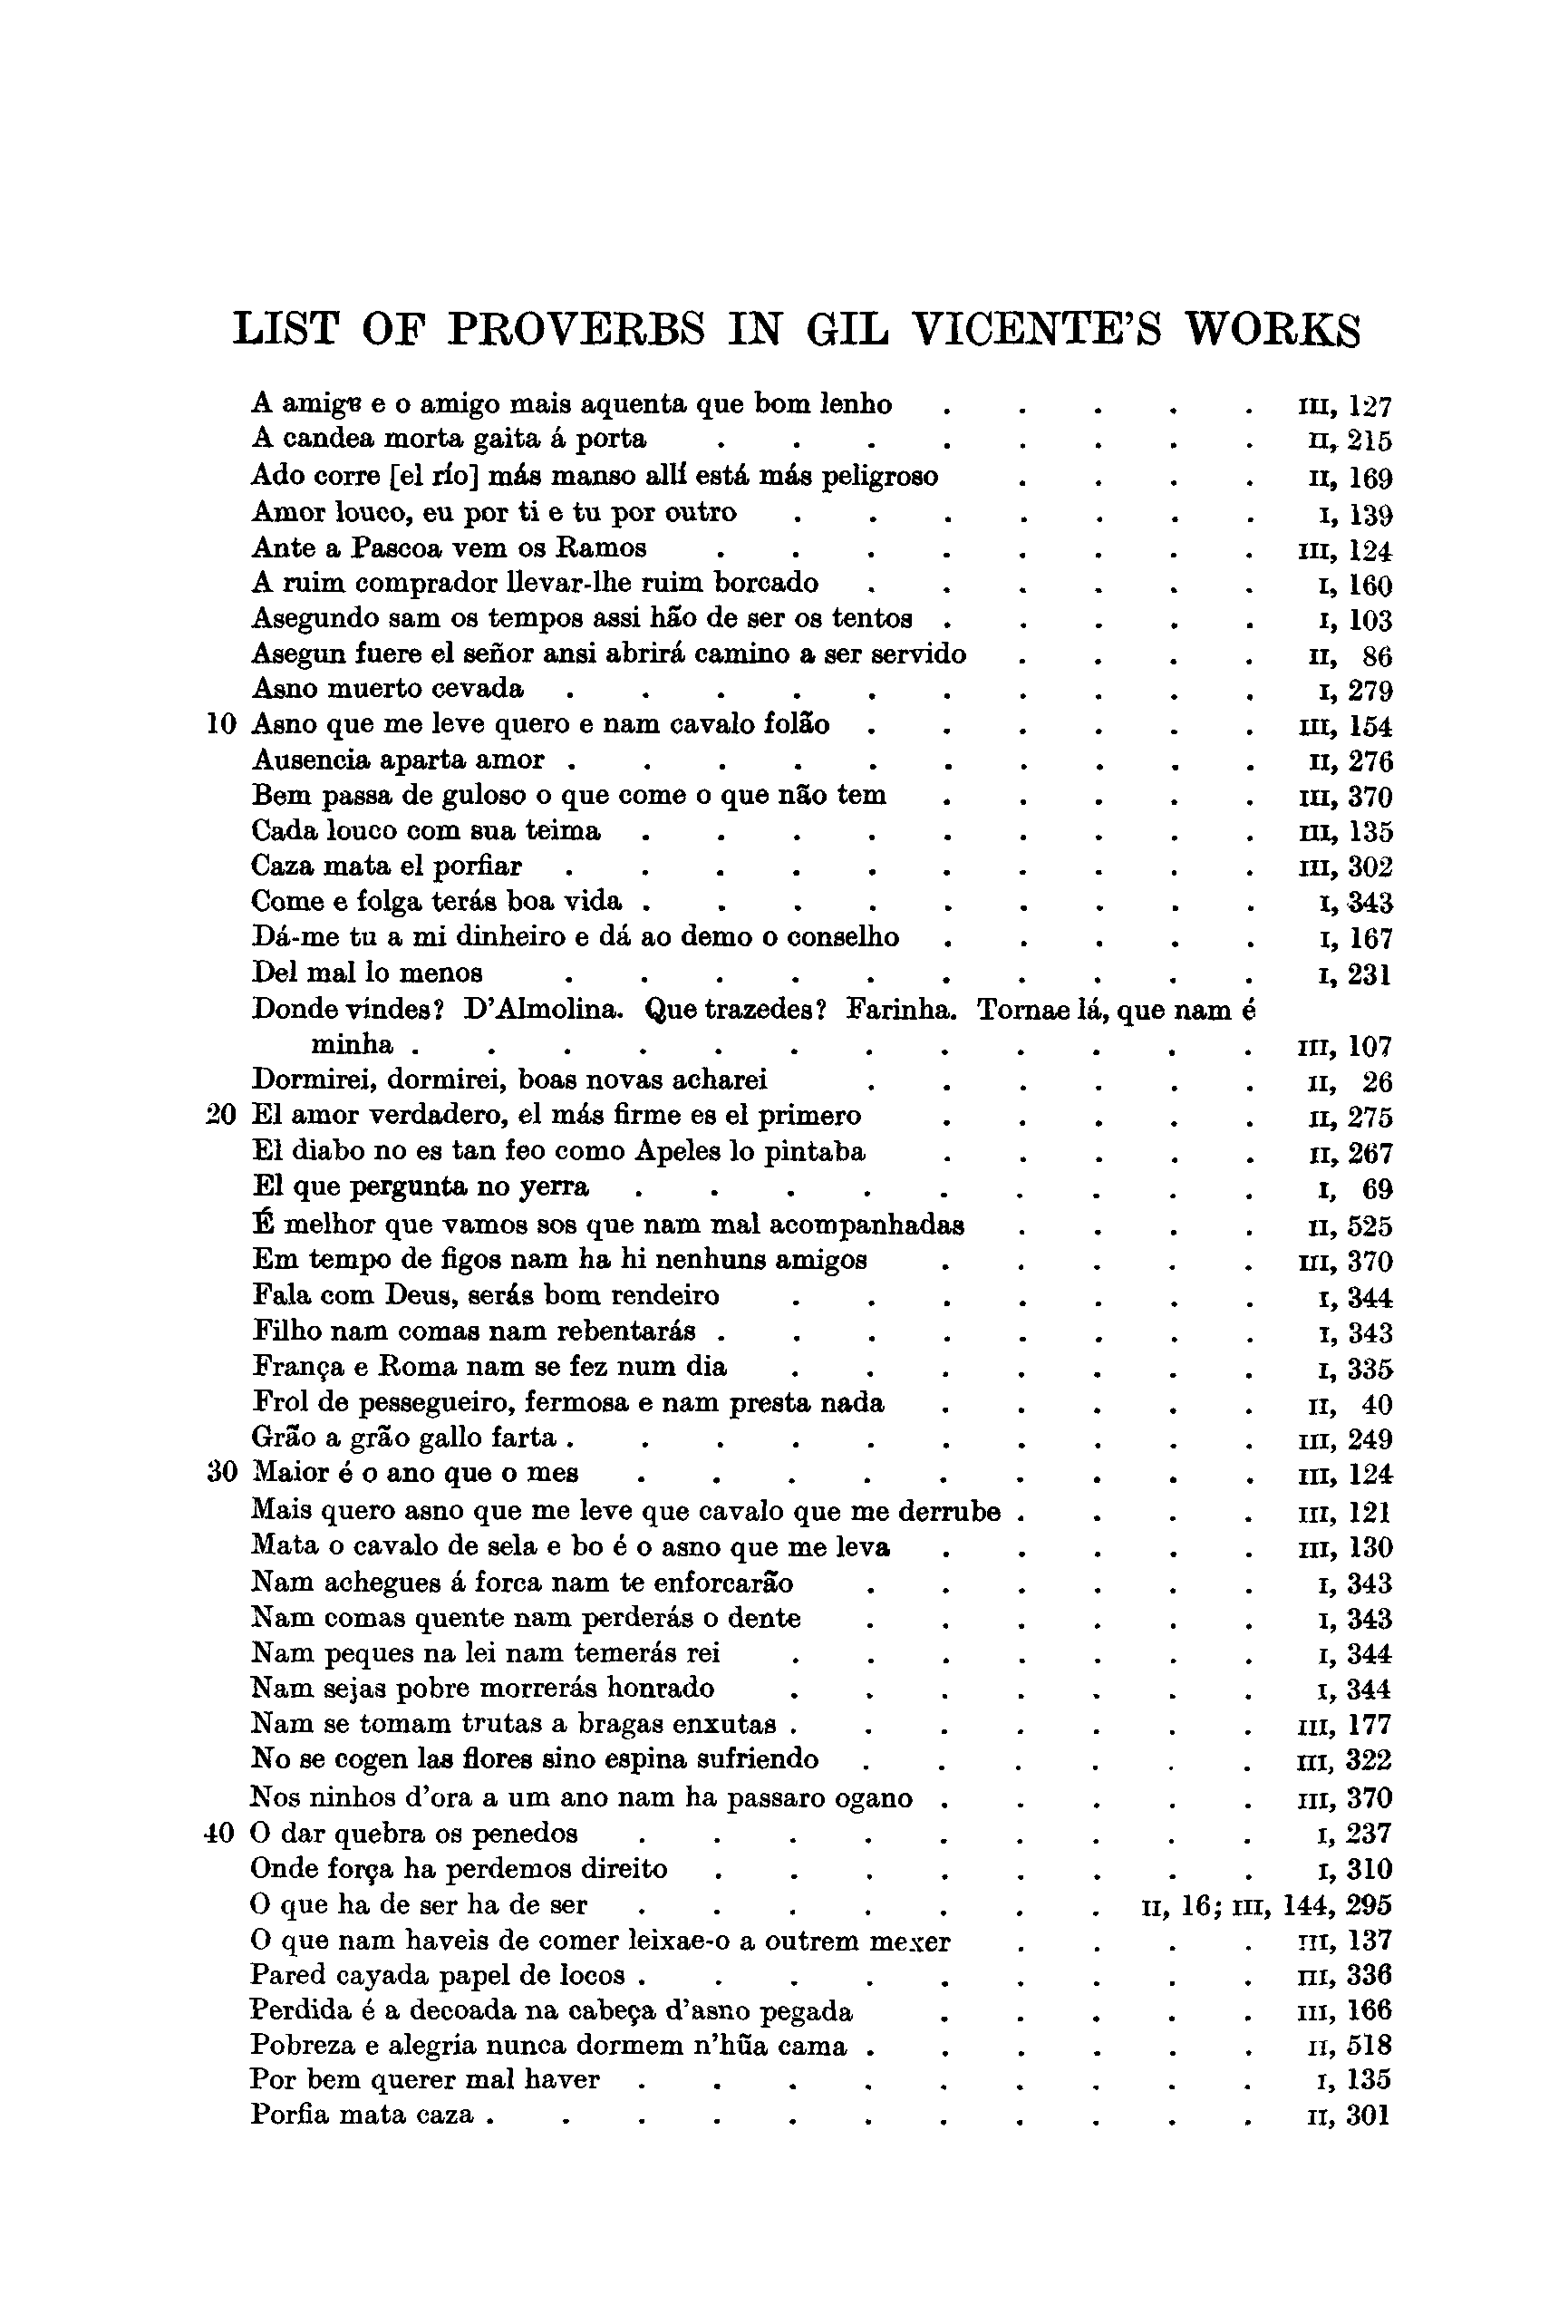 LIST OF PROVERBS IN GIL VICENTE'S WORKS
A amiga e o amigo mais aquenta que bom lenho . . . . . III, 127
A candea morta gaita á porta . . . . . . . . II, 215
Ado corre [el río] más manso allí está más peligroso . . . . II, 169
Amor louco, eu por ti e tu por outro . . . . . . . I, 139
Ante a Pascoa vem os Ramos . . . . . . . . III, 124
A ruim comprador llevar-lhe ruim borcado . . . . . . I, 160
Asegundo sam os tempos assi hão de ser os tentos . . . . . I, 103
Asegun fuere el señor ansi abrirá camino a ser servido . . . . II, 86
Asno muerto cevada . . . . . . . . . . I, 279
10 Asno que me leve quero e nam cavalo folão . . . . . . III, 154
Ausencia aparta amor . . . . . . . . . . II, 276
Bem passa de guloso o que come o que não tem . . . . . III, 370
Cada louco com sua teima . . . . . . . . . III, 135
Caza mata el porfiar . . . . . . . . . . III, 302
Come e folga terás boa vida . . . . . . . . . I, 343
Dá-me tu a mi dinheiro e dá ao demo o conselho . . . . . I, 167
Del mal lo menos . . . . . . . . . . I, 231
Donde vindes? D'Almolina. Que trazedes? Farinha. Tornae lá, que nam é
minha . . . . . . . . . . . . III, 107
Dormirei, dormirei, boas novas acharei . . . . . . II, 26
20 El amor verdadero, el más firme es el primero . . . . . II, 275
El diabo no es tan feo como Apeles lo pintaba . . . . . II, 267
El que pergunta no yerra . . . . . . . . . I, 69
É melhor que vamos sos que nam mal acompanhadas . . . . II, 525
Em tempo de figos nam ha hi nenhuns amigos . . . . . III, 370
Fala com Deus, serás bom rendeiro . . . . . . . I, 344
Filho nam comas nam rebentarás . . . . . . . . I, 343
França e Roma nam se fez num dia . . . . . . . I, 335
Frol de pessegueiro, fermosa e nam presta nada . . . . . II, 40
Grão a grão gallo farta . . . . . . . . . . III, 249
30 Maior é o ano que o mes . . . . . . . . . III, 124
Mais quero asno que me leve que cavalo que me derrube . . . . III, 121
Mata o cavalo de sela e bo é o asno que me leva . . . . . III, 130
Nam achegues á forca nam te enforcarão . . . . . . I, 343
Nam comas quente nam perderás o dente . . . . . . I, 343
Nam peques na lei nam temerás rei . . . . . . . I, 344
Nam sejas pobre morrerás honrado . . . . . . . I, 344
Nam se tomam trutas a bragas enxutas . . . . . . . III, 177
No se cogen las flores sino espina sufriendo . . . . . . III, 322
Nos ninhos d'ora a um ano nam ha passaro ogano . . . . . III, 370
40 O dar quebra os penedos . . . . . . . . . I, 237
Onde força ha perdemos direito . . . . . . . . I, 310
O que ha de ser ha de ser . . . . . . . II, 16; III, 144, 295
O que nam haveis de comer leixae-o a outrem mexer . . . . III, 137
Pared cayada papel de locos . . . . . . . . . III, 336
Perdida é a decoada na cabeça d'asno pegada . . . . . III, 166
Pobreza e alegria nunca dormem n'hũa cama . . . . . . II, 518
Por bem querer mal haver . . . . . . . . . I, 135
Porfia mata caza . . . . . . . . . . . II, 301